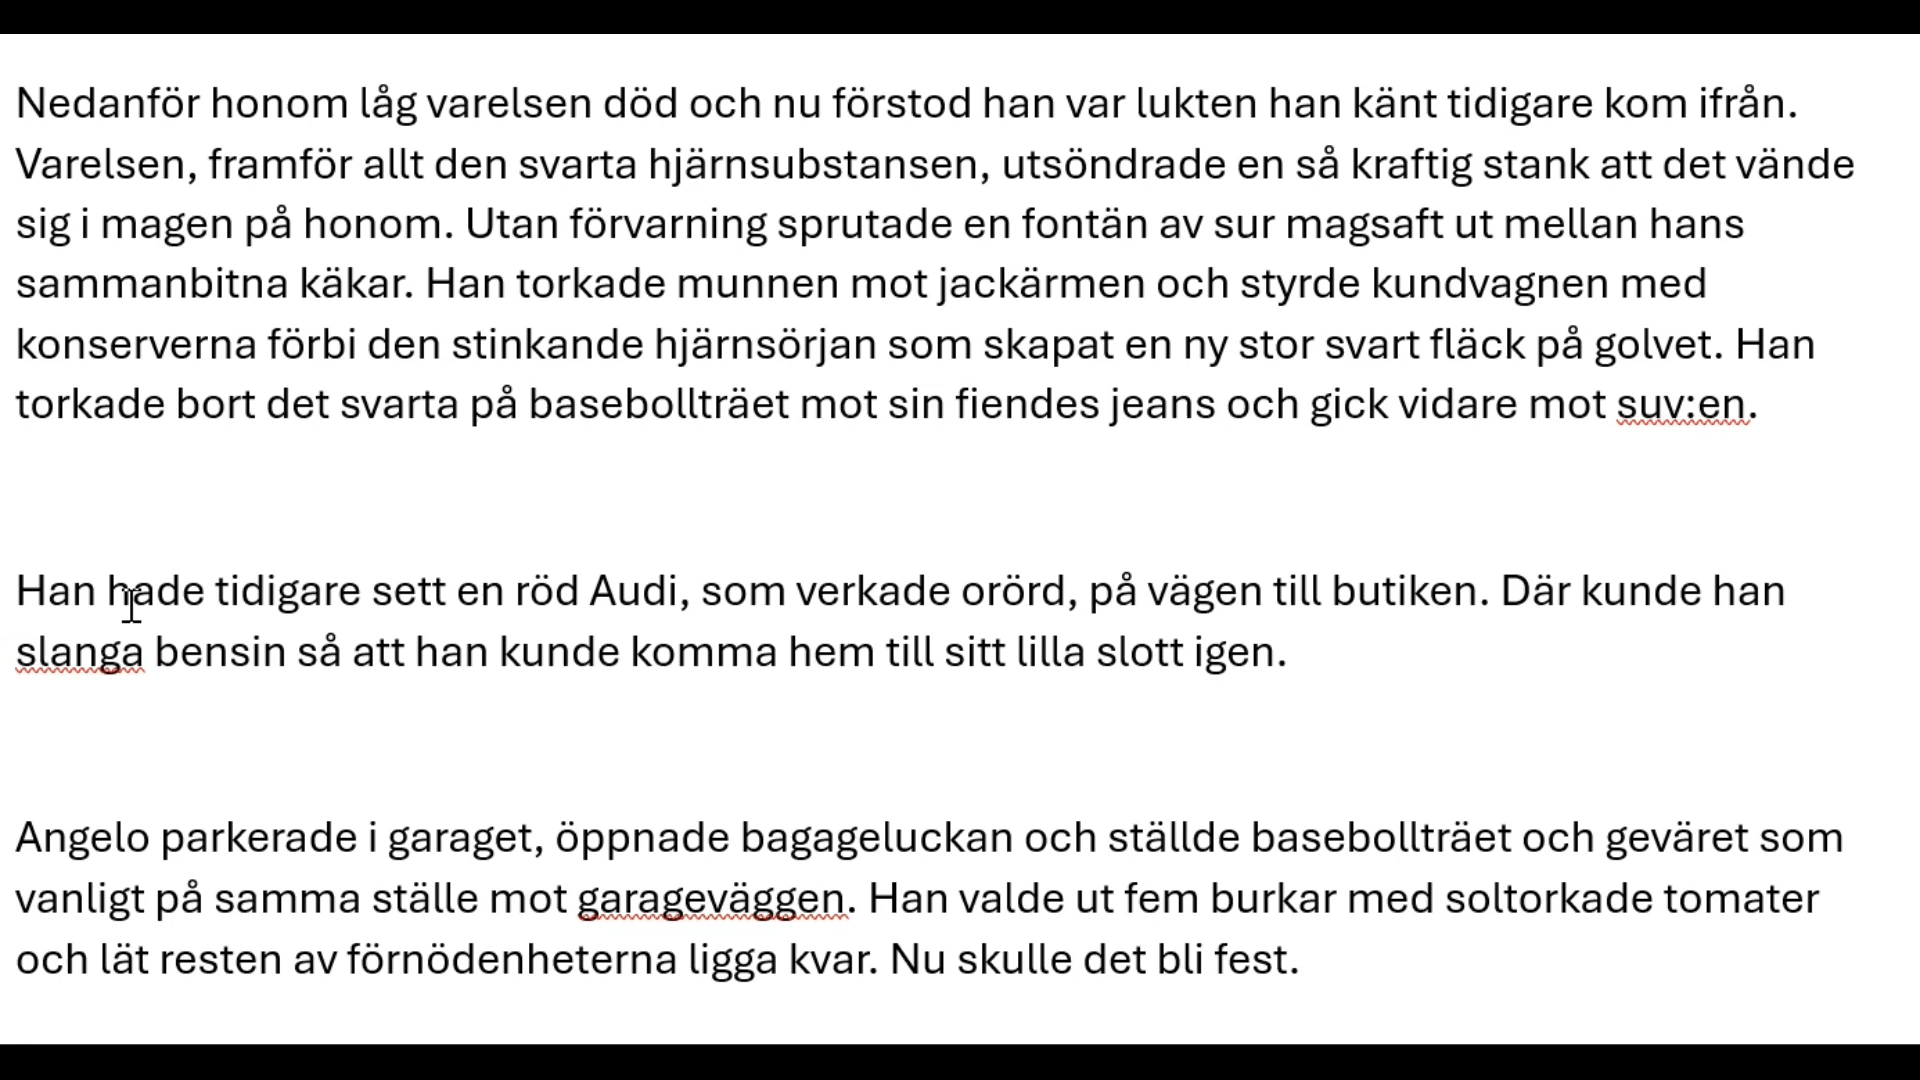 Nedanför honom låg varelsen död och nu förstod han var lukten han känt tidigare kom ifrån.
Varelsen, framför allt den svarta hjärnsubstansen, utsöndrade en så kraftig stank att det vände
sig i magen på honom. Utan förvarning sprutade en fontän av sur magsaft ut mellan hans
sammanbitna käkar. Han torkade munnen mot jackärmen och styrde kundvagnen med
konserverna förbi den stinkande hjärnsörjan som skapat en ny stor svart fläck på golvet. Han
torkade bort det svarta på basebollträet mot sin fiendes jeans och gick vidare mot suv:en.
Han hade tidigare sett en röd Audi, som verkade orörd, på vägen till butiken. Där kunde han
slanga bensin så att han kunde komma hem till sitt lilla slott igen.
Angelo parkerade i garaget, öppnade bagageluckan och ställde basebollträet och geväret som
vanligt på samma ställe mot garageväggen. Han valde ut fem burkar med soltorkade tomater
och lät resten av förnödenheterna ligga kvar. Nu skulle det bli fest.